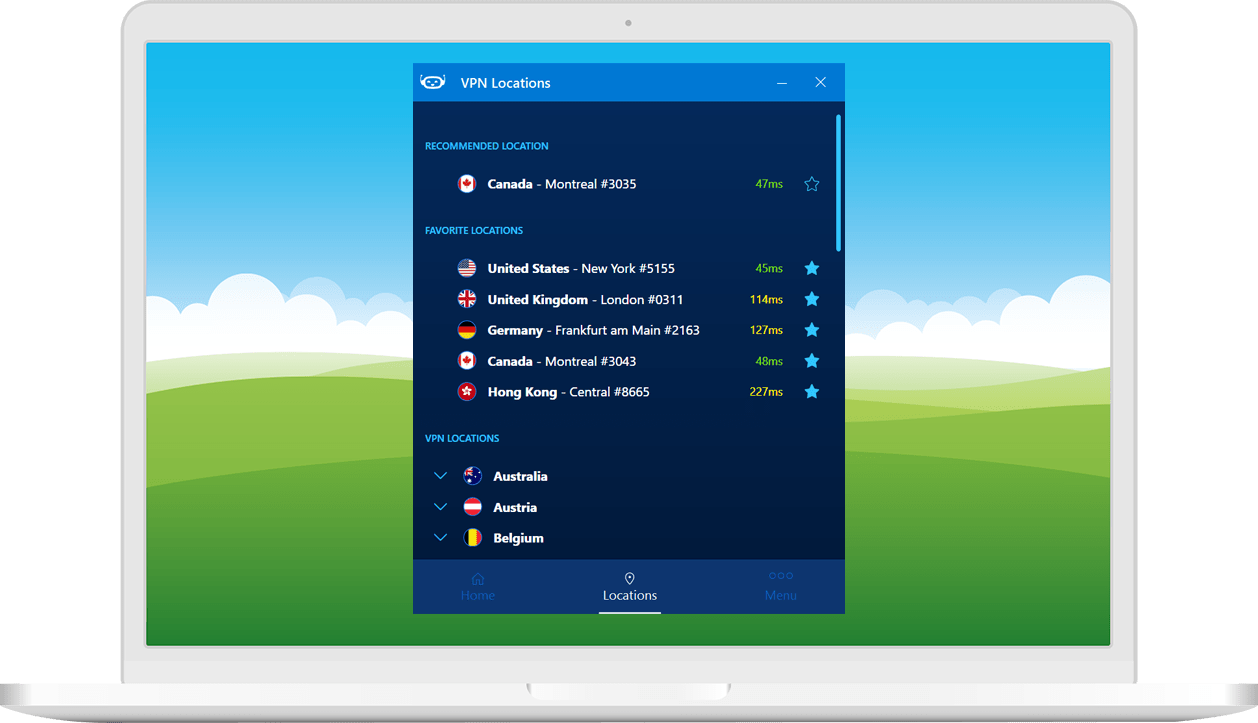 VPN Locations
RECOMMENDED LOCATION
Canada - Montreal #3035 47ms
FAVORITE LOCATIONS
United States - New York #5155 45ms
United Kingdom - London #0311 114ms
Germany - Frankfurt am Main #2163 127ms
Canada - Montreal #3043 48ms
Hong Kong - Central #8665 227ms
VPN LOCATIONS
Australia
Austria
Belgium
Home Locations Menu